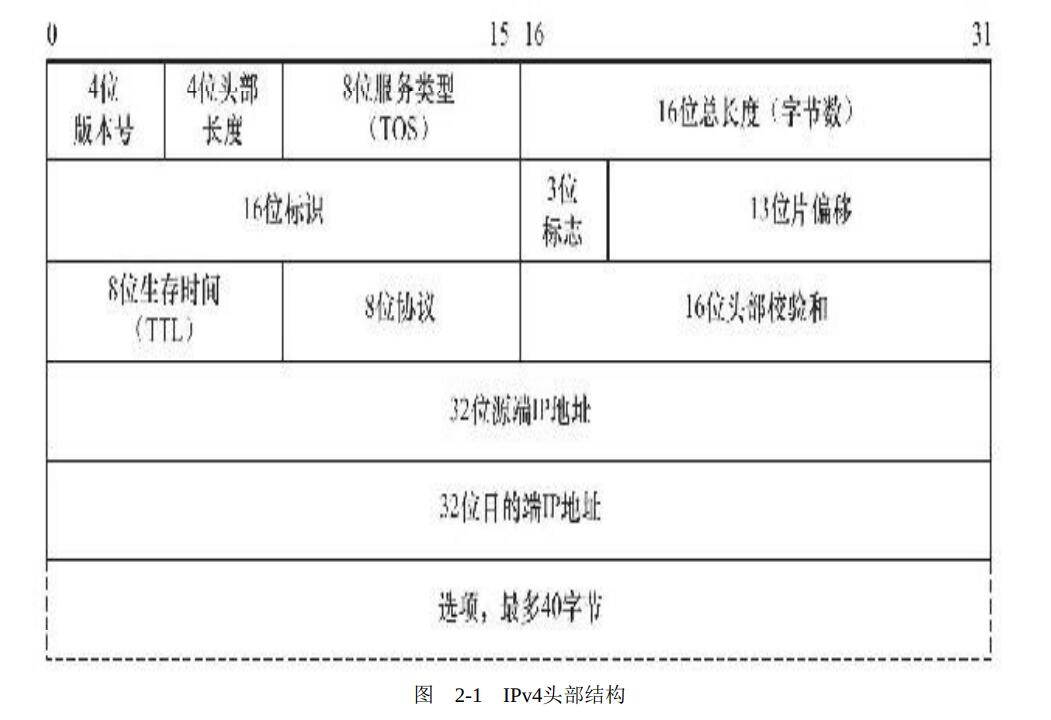 0 15 16 31
4位
版本号
4位头部
长度
8位服务类型
（TOS）
16位总长度（字节数）
16位标识
3位
标志
13位片偏移
8位生存时间
（TTL）
8位协议
16位头部校验和
32位源端IP地址
32位目的端IP地址
选项，最多40字节
图 2-1 IPv4头部结构